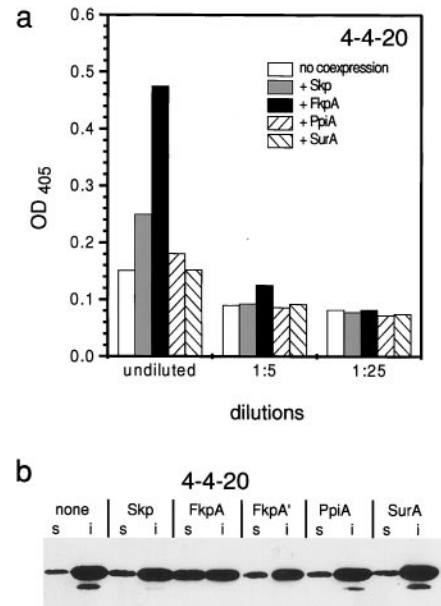 a
4-4-20
no coexpression
+ Skp
+ FkpA
+ PpiA
+ SurA
OD 405
0.6
0.5
0.4
0.3
0.2
0.1
0.0
undiluted 1:5 1:25
dilutions
b
4-4-20
none Skp FkpA FkpA' PpiA SurA
s i s i s i s i s i s i